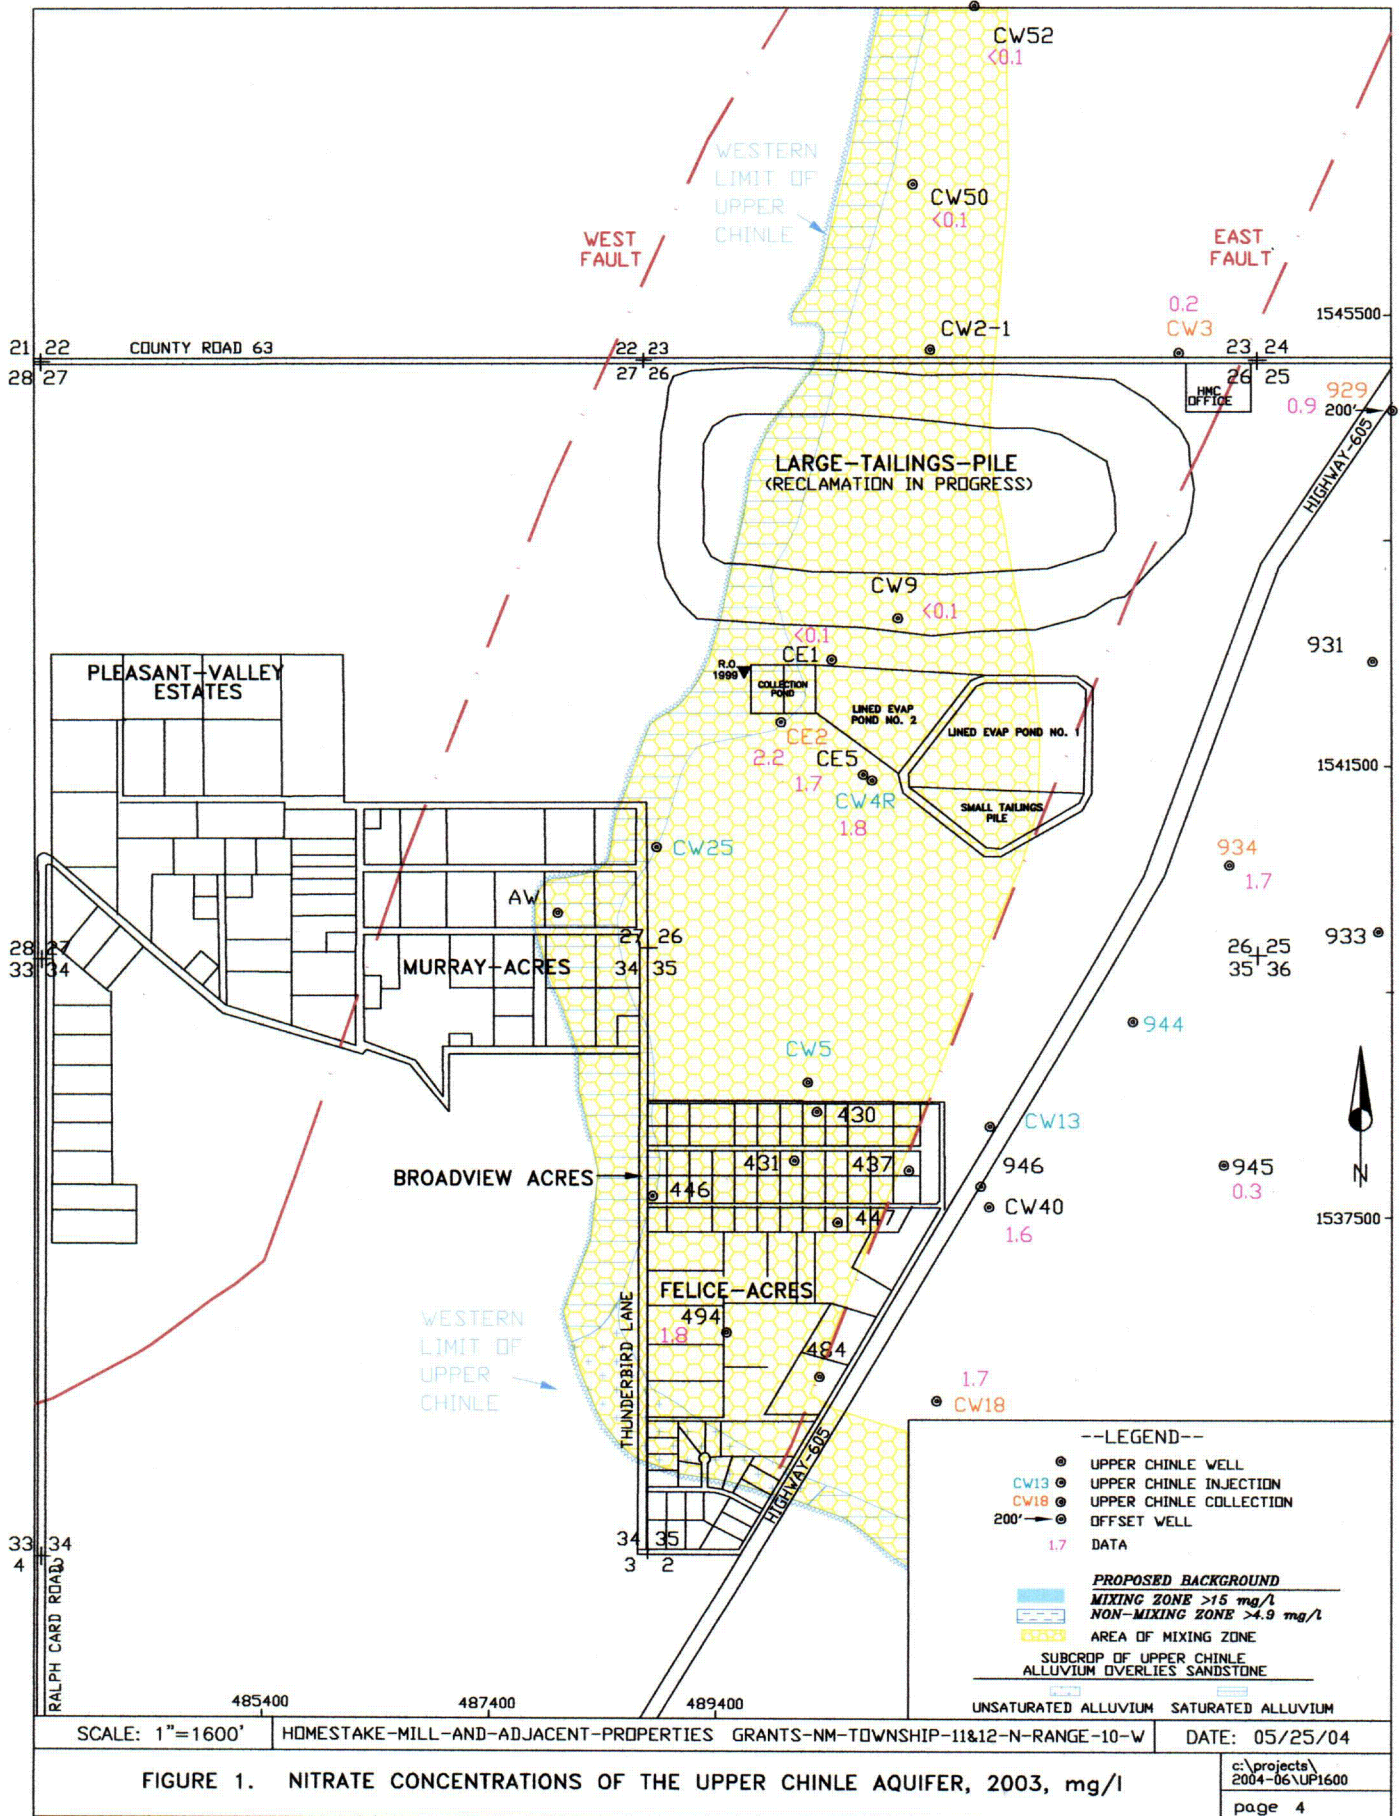 CW52
<0.1
WESTERN
LIMIT OF
UPPER
CHINLE
CW50
<0.1
WEST
FAULT
EAST
FAULT
0.2
CW3
1545500
CW2-1
21 22
COUNTY ROAD 63
22 23
23 24
28 27
27 26
26 25
HMC
OFFICE
929
0.9
200'
HIGHWAY-605
LARGE-TAILINGS-PILE
(RECLAMATION IN PROGRESS)
CW9
<0.1
<0.1
CE1
931
R.O.
1999
COLLECTION
POND
PLEASANT-VALLEY
ESTATES
LINED EVAP
POND NO. 2
LINED EVAP POND NO. 1
CE2
2.2
CE5
1.7
1541500
CW4R
1.8
SMALL TAILINGS
PILE
CW25
934
1.7
AW
933
28 27
33 34
27 26
34 35
26 25
35 36
MURRAY-ACRES
944
CW5
430
CW13
431
437
946
945
0.3
BROADVIEW ACRES
446
CW40
1.6
447
1537500
FELICE-ACRES
494
1.8
484
WESTERN
LIMIT OF
UPPER
CHINLE
THUNDERBIRD LANE
1.7
CW18
HIGHWAY-605
N
33 34
4 3
34 35
3 2
RALPH CARD ROAD
485400
487400
489400
--LEGEND--
UPPER CHINLE WELL
CW13 UPPER CHINLE INJECTION
CW18 UPPER CHINLE COLLECTION
200' OFFSET WELL
1.7 DATA
PROPOSED BACKGROUND
MIXING ZONE >15 mg/l
NON-MIXING ZONE >4.9 mg/l
AREA OF MIXING ZONE
SUBCROP OF UPPER CHINLE
ALLUVIUM OVERLIES SANDSTONE
UNSATURATED ALLUVIUM SATURATED ALLUVIUM
SCALE: 1"=1600'
HOMESTAKE-MILL-AND-ADJACENT-PROPERTIES GRANTS-NM-TOWNSHIP-11&12-N-RANGE-10-W
DATE: 05/25/04
FIGURE 1. NITRATE CONCENTRATIONS OF THE UPPER CHINLE AQUIFER, 2003, mg/l
c:\projects\
2004-06\UP1600
page 4